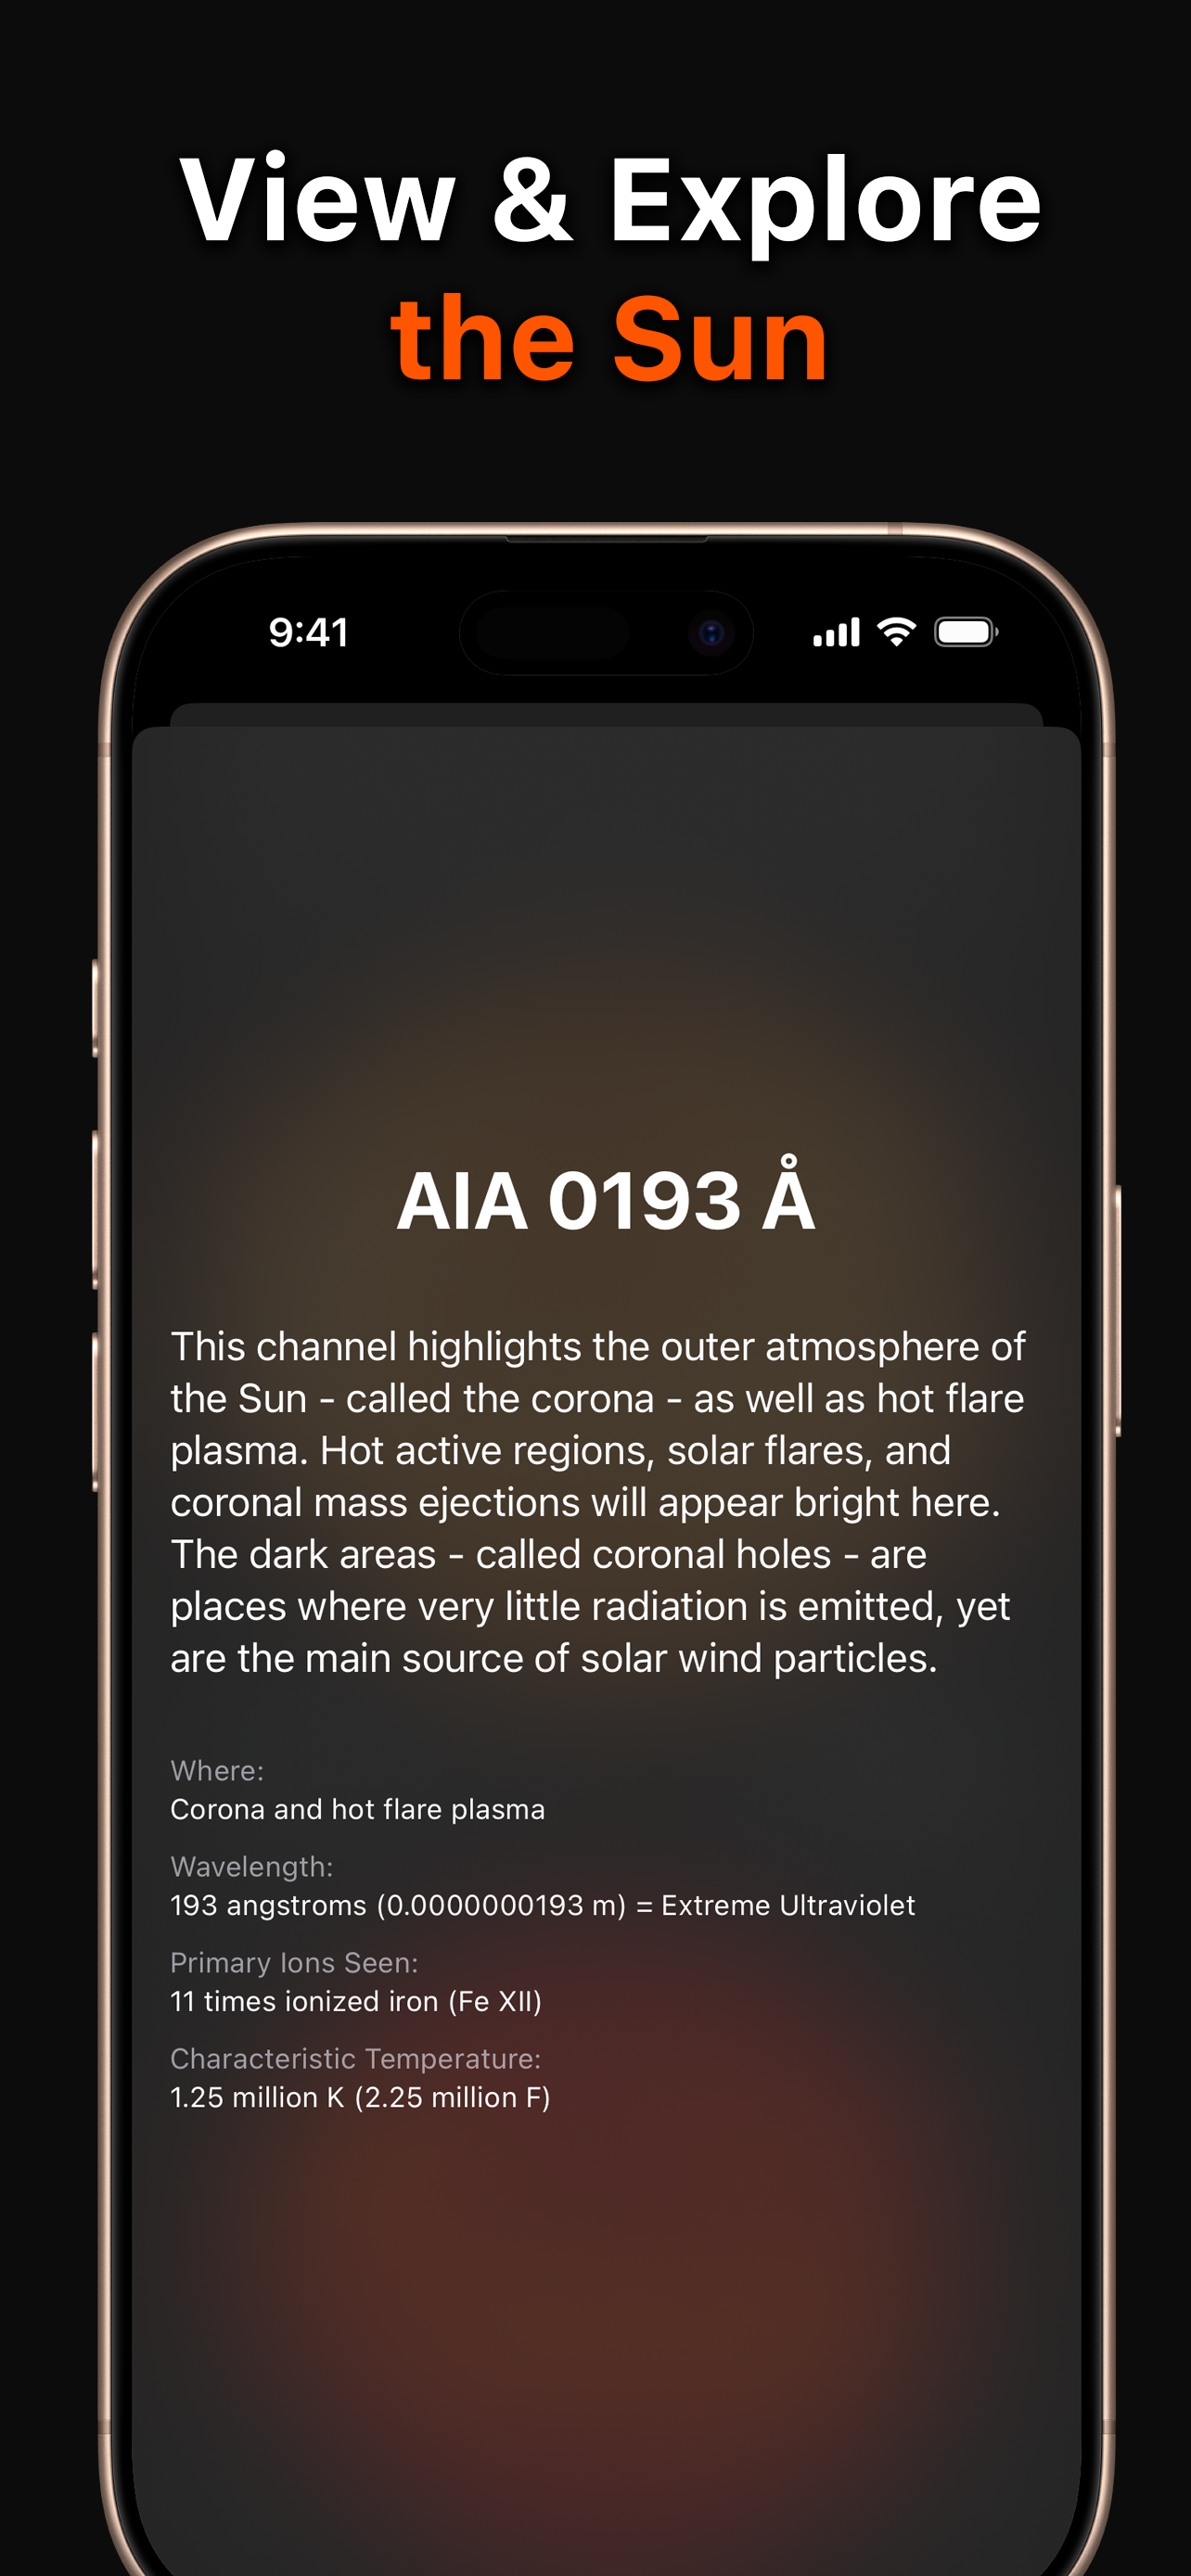 View & Explore
the Sun
9:41
AIA 0193 Å
This channel highlights the outer atmosphere of
the Sun - called the corona - as well as hot flare
plasma. Hot active regions, solar flares, and
coronal mass ejections will appear bright here.
The dark areas - called coronal holes - are
places where very little radiation is emitted, yet
are the main source of solar wind particles.
Where:
Corona and hot flare plasma
Wavelength:
193 angstroms (0.0000000193 m) = Extreme Ultraviolet
Primary Ions Seen:
11 times ionized iron (Fe XII)
Characteristic Temperature:
1.25 million K (2.25 million F)